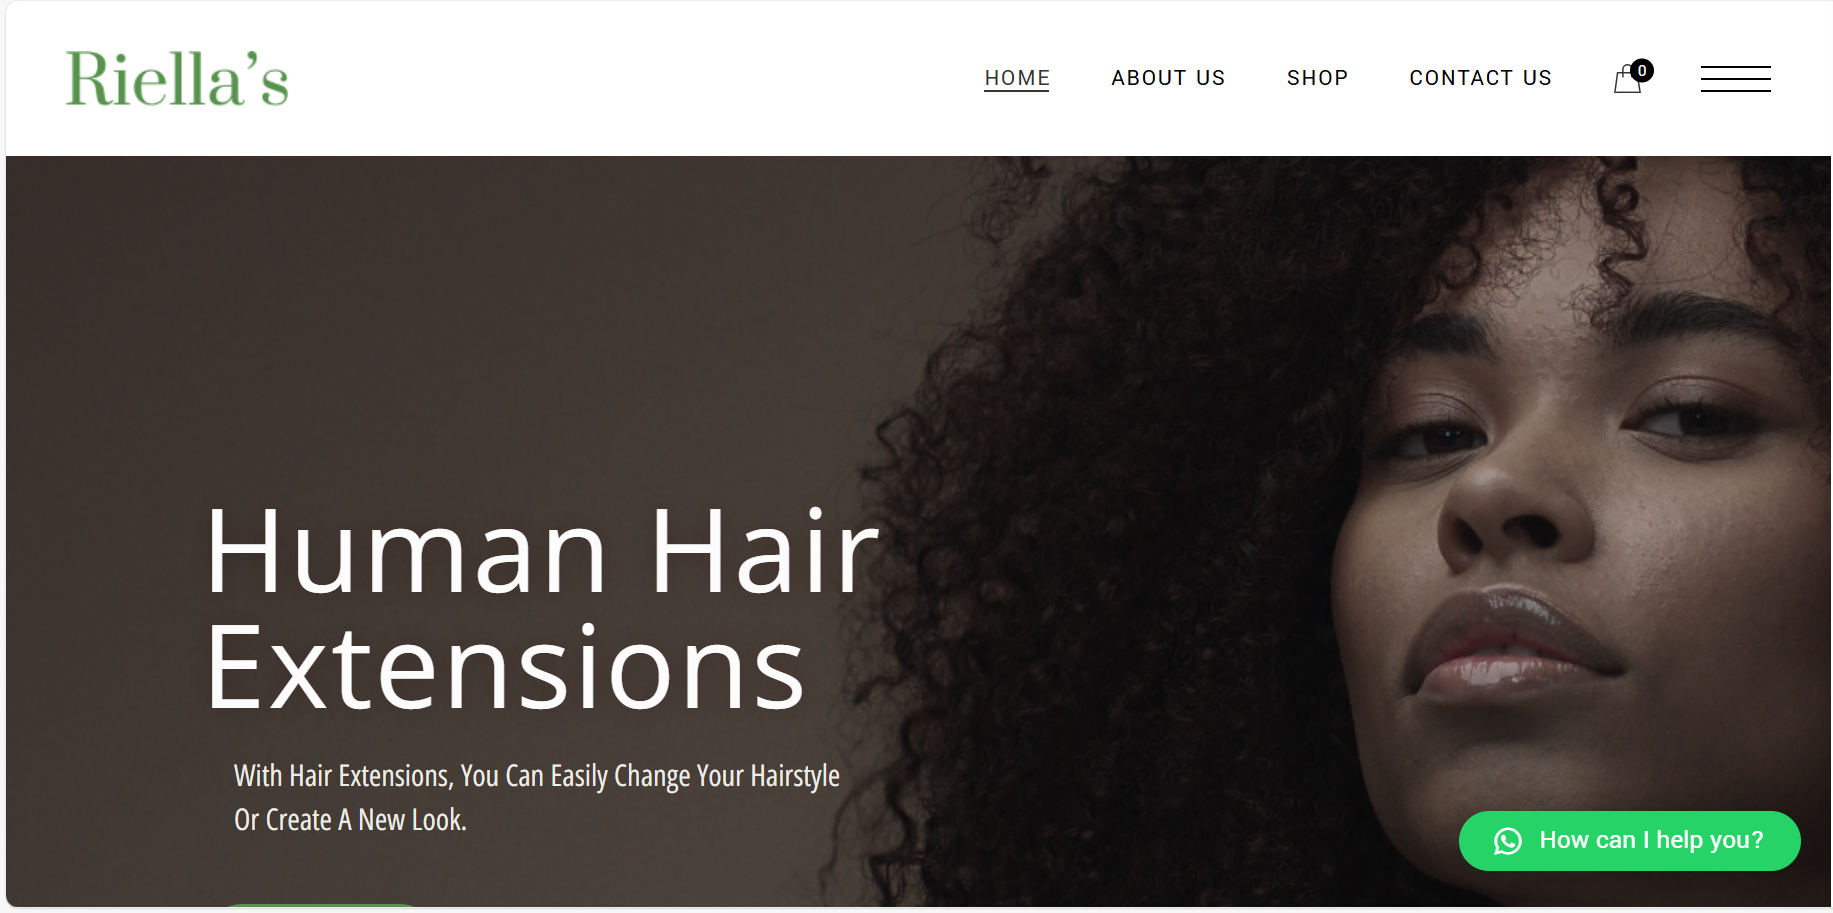 Riella’s
HOME
ABOUT US
SHOP
CONTACT US
0
Human Hair
Extensions
With Hair Extensions, You Can Easily Change Your Hairstyle
Or Create A New Look.
How can I help you?